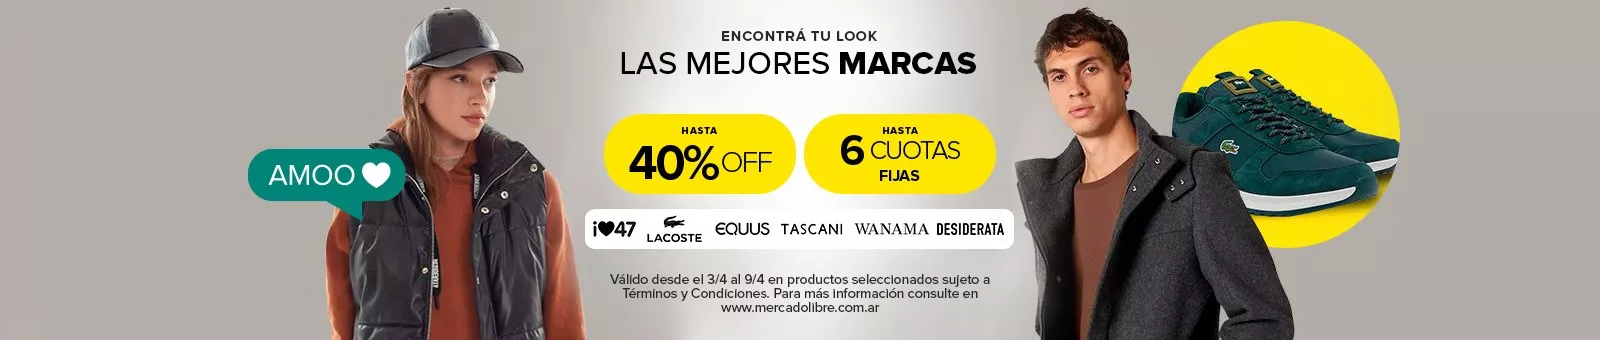 ENCONTRÁ TU LOOK
LAS MEJORES MARCAS
HASTA
40% OFF
HASTA
6 CUOTAS
FIJAS
AMOO
i♥47
LACOSTE
EQUUS
TASCANI
WANAMA
DESIDERATA
Válido desde el 3/4 al 9/4 en productos seleccionados sujeto a
Términos y Condiciones. Para más información consulte en
www.mercadolibre.com.ar